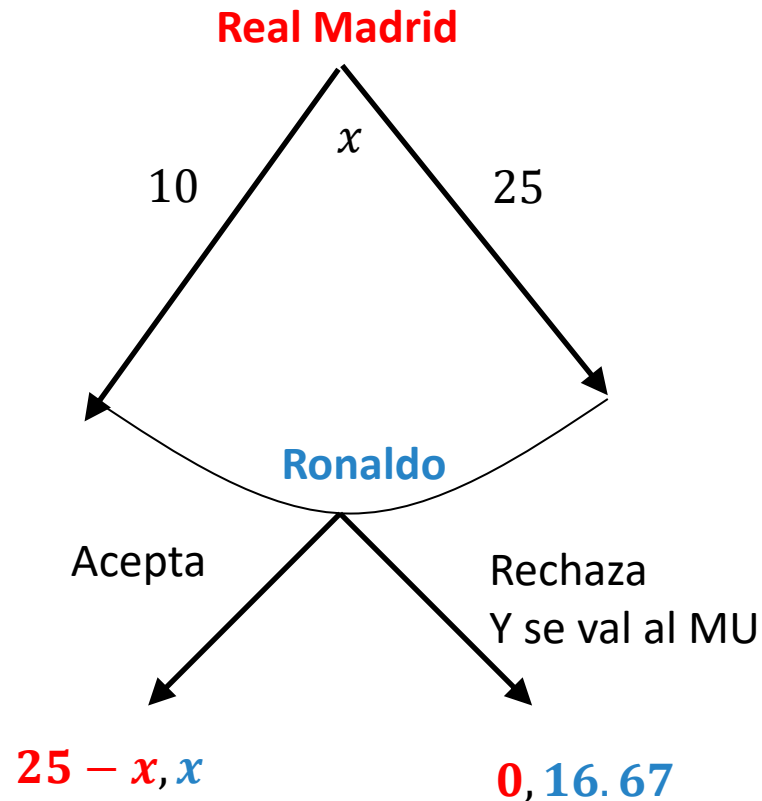 Real Madrid
x
10
25
Ronaldo
Acepta
Rechaza
Y se val al MU
25 − x, x
0, 16. 67